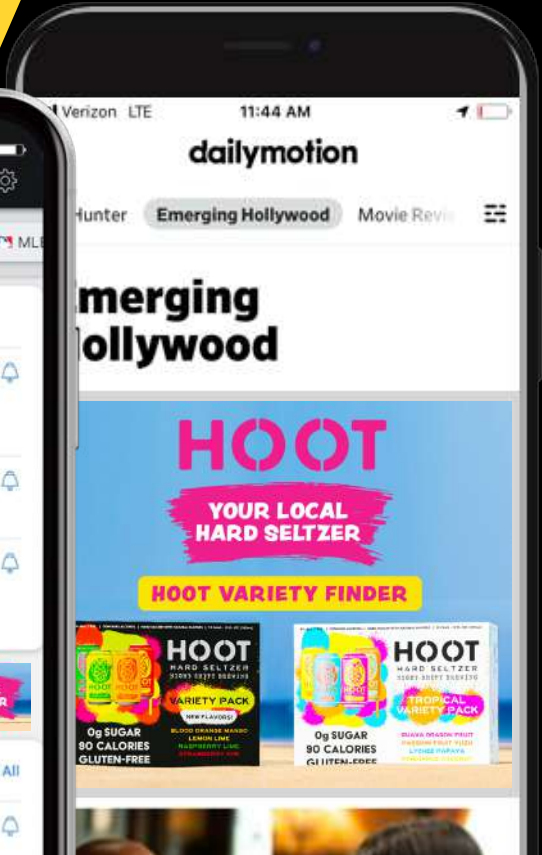 Verizon LTE 11:44 AM
dailymotion
Hunter Emerging Hollywood Movie Revi
merging
ollywood
ML
HOOT
YOUR LOCAL
HARD SELTZER
HOOT VARIETY FINDER
HOOT
HARD SELTZER
VARIETY PACK
NEW FLAVORS!
BLOOD ORANGE MANGO
LEMON LIME
RASPBERRY LIME
0g SUGAR
90 CALORIES
GLUTEN-FREE
HOOT
HARD SELTZER
TROPICAL
VARIETY PACK
GUAVA DRAGON FRUIT
PASSION FRUIT YUZU
LYCHEE PAPAYA
0g SUGAR
90 CALORIES
GLUTEN-FREE
R
All